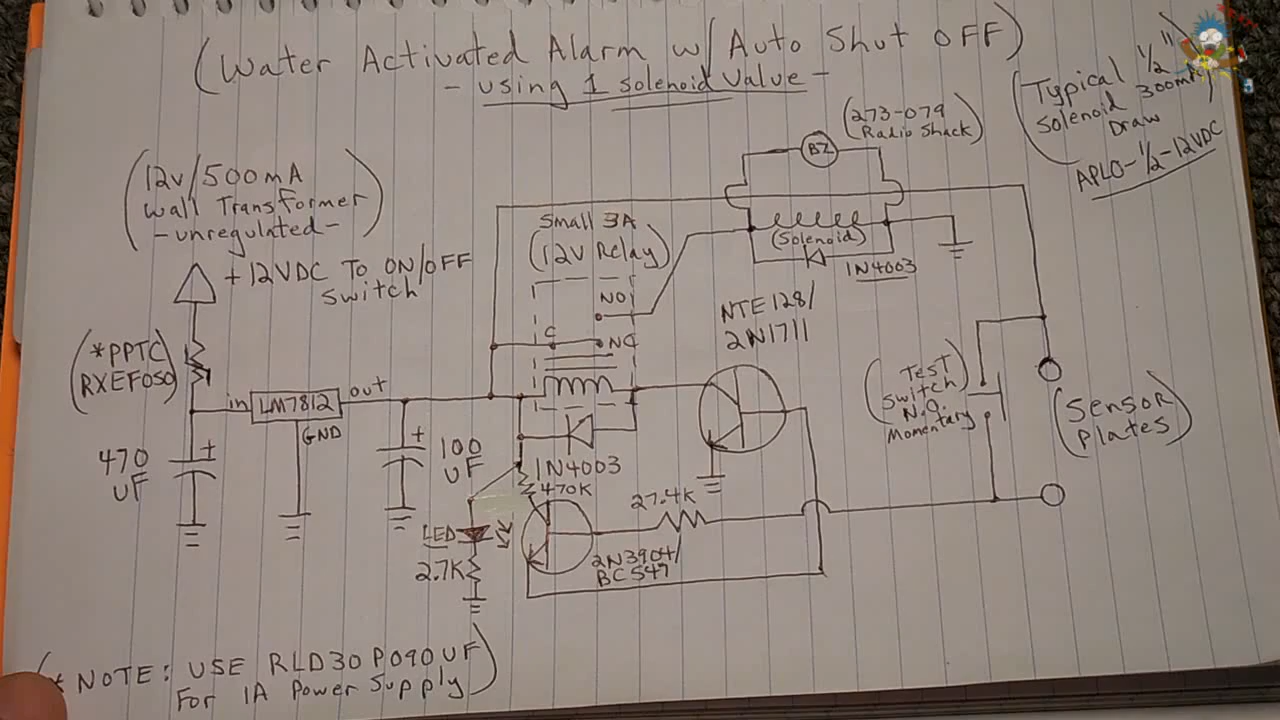 (Water Activated Alarm w/ Auto Shut OFF)
- using 1 solenoid valve -
(Typical 1/2"
Solenoid 300mA
Draw)
APLO-1/2-12VDC
(273-079
Radio Shack)
BZ
(12v/500mA
Wall Transformer
-unregulated-)
+12VDC TO ON/OFF
Switch
Small 3A
(12V Relay)
NO
C
NC
(Solenoid)
1N4003
NTE128/
2N1711
(*PPTC
RXEF050)
in
LM7812
out
GND
+
470
UF
+
100
UF
1N4003
470K
27.4K
LED
2.7K
2N3904/
BC547
(Test
Switch
N.O.
Momentary)
(Sensor
Plates)
(*NOTE: USE RLD30P090UF
For 1A Power Supply)